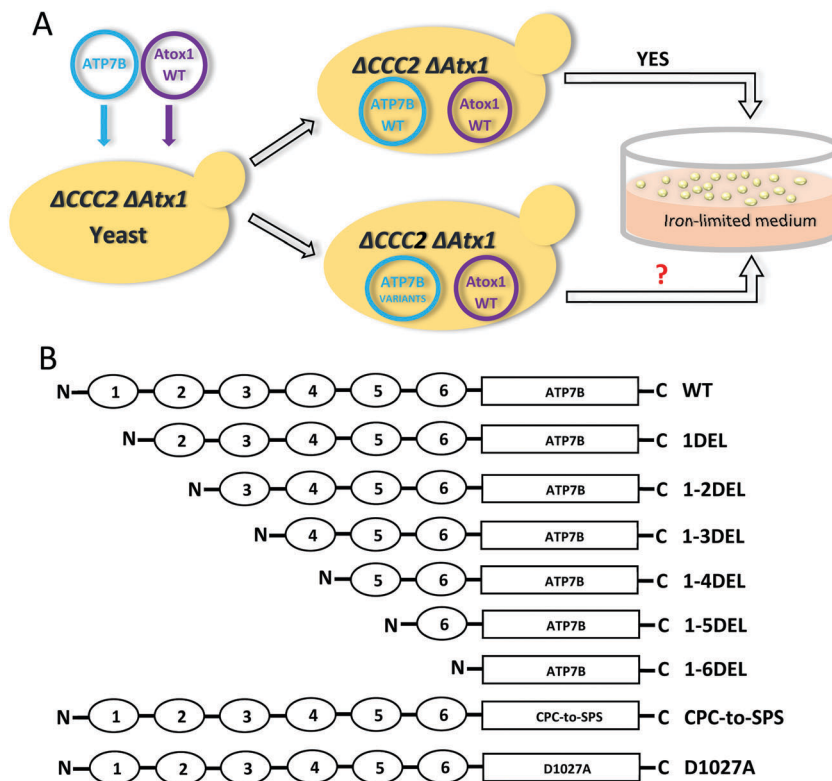 A
ATP7B
Atox1
WT
ΔCCC2 ΔAtx1
Yeast
ΔCCC2 ΔAtx1
ATP7B
WT
Atox1
WT
YES
ΔCCC2 ΔAtx1
ATP7B
VARIANTS
Atox1
WT
?
Iron-limited medium
B
N 1 2 3 4 5 6 ATP7B C WT
N 2 3 4 5 6 ATP7B C 1DEL
N 3 4 5 6 ATP7B C 1-2DEL
N 4 5 6 ATP7B C 1-3DEL
N 5 6 ATP7B C 1-4DEL
N 6 ATP7B C 1-5DEL
N ATP7B C 1-6DEL
N 1 2 3 4 5 6 CPC-to-SPS C CPC-to-SPS
N 1 2 3 4 5 6 D1027A C D1027A